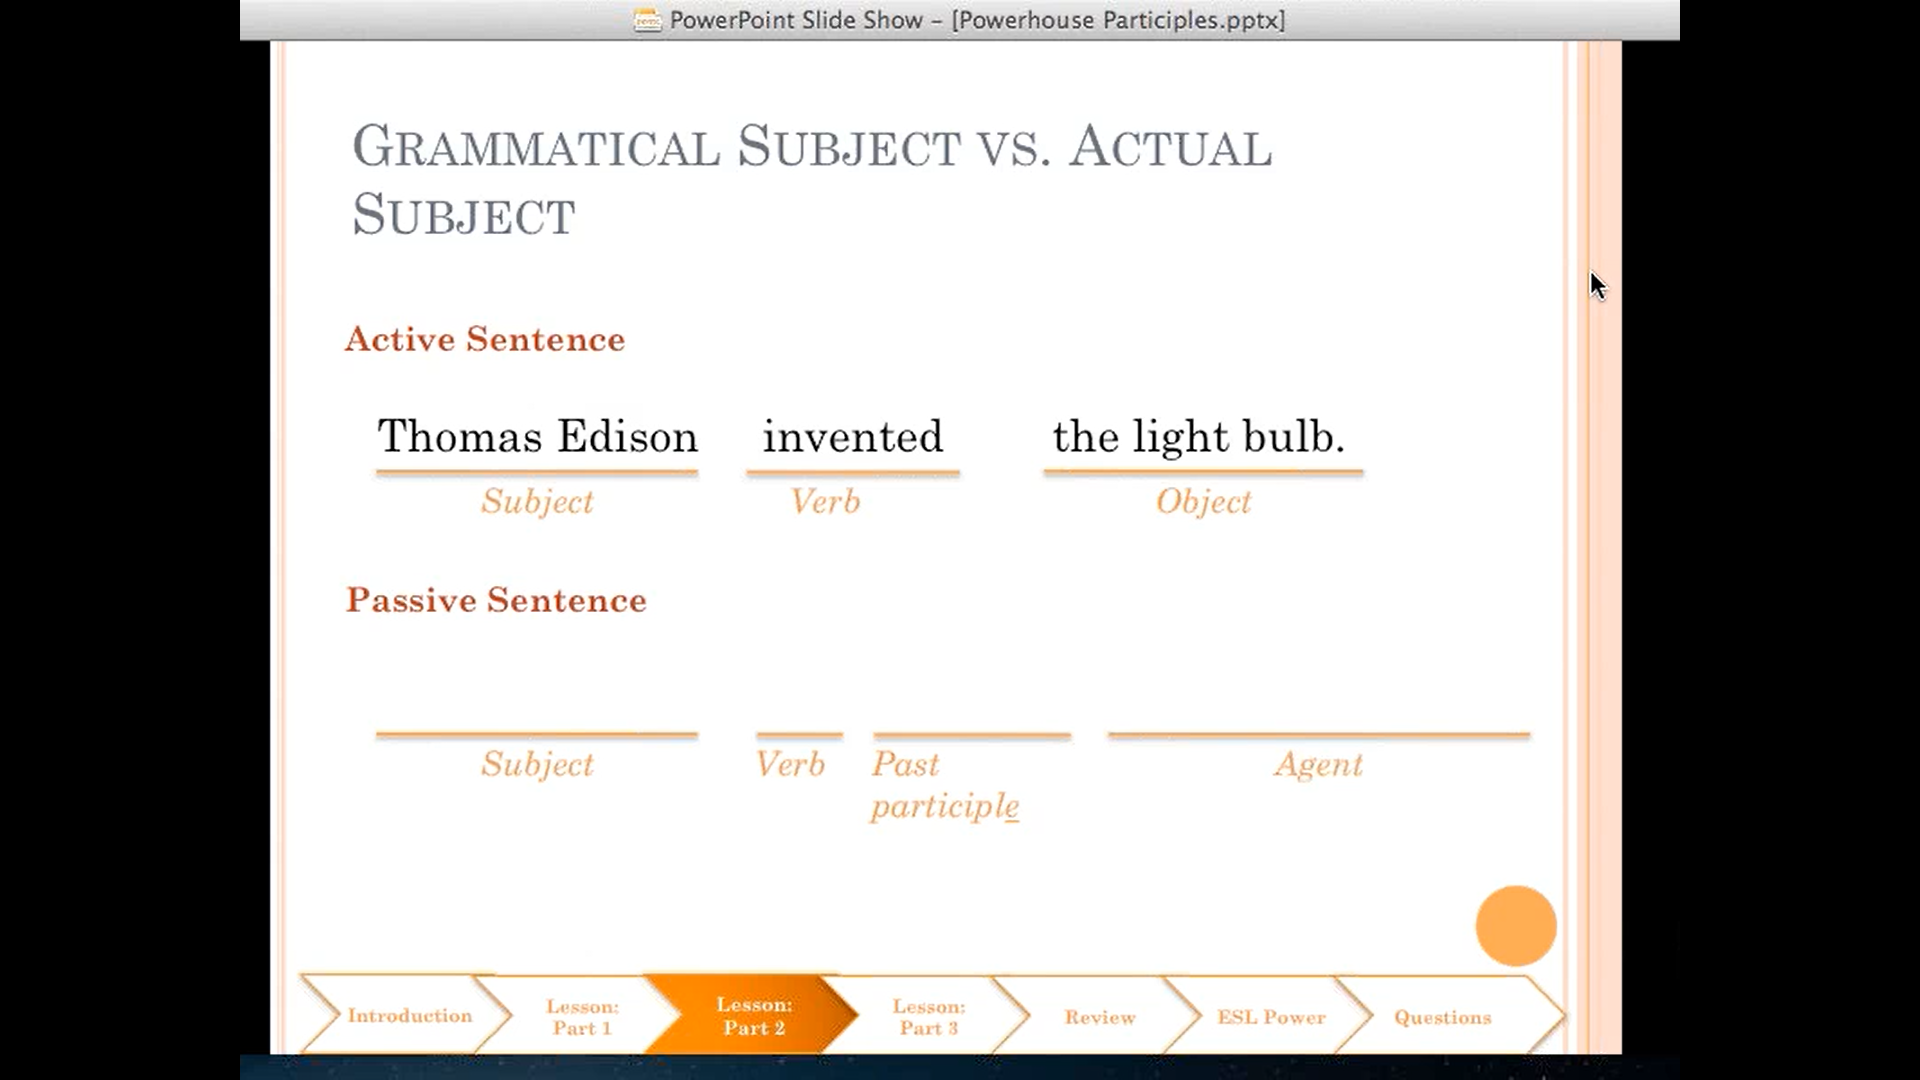 PowerPoint Slide Show – [Powerhouse Participles.pptx]
GRAMMATICAL SUBJECT VS. ACTUAL
SUBJECT
Active Sentence
Thomas Edison invented the light bulb.
Subject Verb Object
Passive Sentence
Subject Verb Past Agent
participle
Introduction
Lesson:
Part 1
Lesson:
Part 2
Lesson:
Part 3
Review
ESL Power
Questions